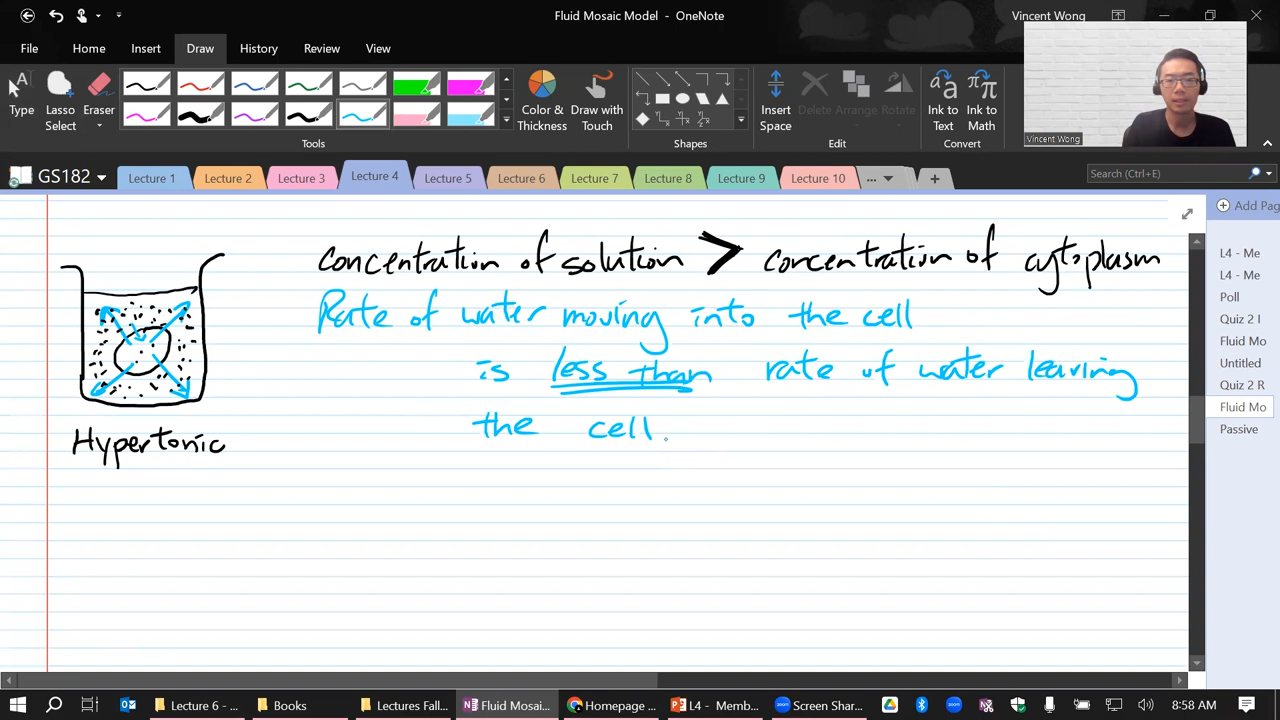 Fluid Mosaic Model - OneNote
Vincent Wong
File Home Insert Draw History Review View
Type
Lasso Select
Eraser
Color & Thickness
Draw with Touch
Insert Space
Delete Arrange Rotate
Ink to Text
Ink to Math
Tools
Shapes
Edit
Convert
Vincent Wong
GS182
Lecture 1 Lecture 2 Lecture 3 Lecture 4 Lecture 5 Lecture 6 Lecture 7 Lecture 8 Lecture 9 Lecture 10 ...
Search (Ctrl+E)
Add Pag
L4 - Me
L4 - Me
Poll
Quiz 2 I
Fluid Mo
Untitled
Quiz 2 R
Fluid Mo
Passive
concentration of solution > concentration of cytoplasm
Rate of water moving into the cell
is less than rate of water leaving
the cell.
Hypertonic
Lecture 6 - ... Books Lectures Fall... Fluid Mosai... Homepage ... L4 - Memb... Screen Shar... 8:58 AM